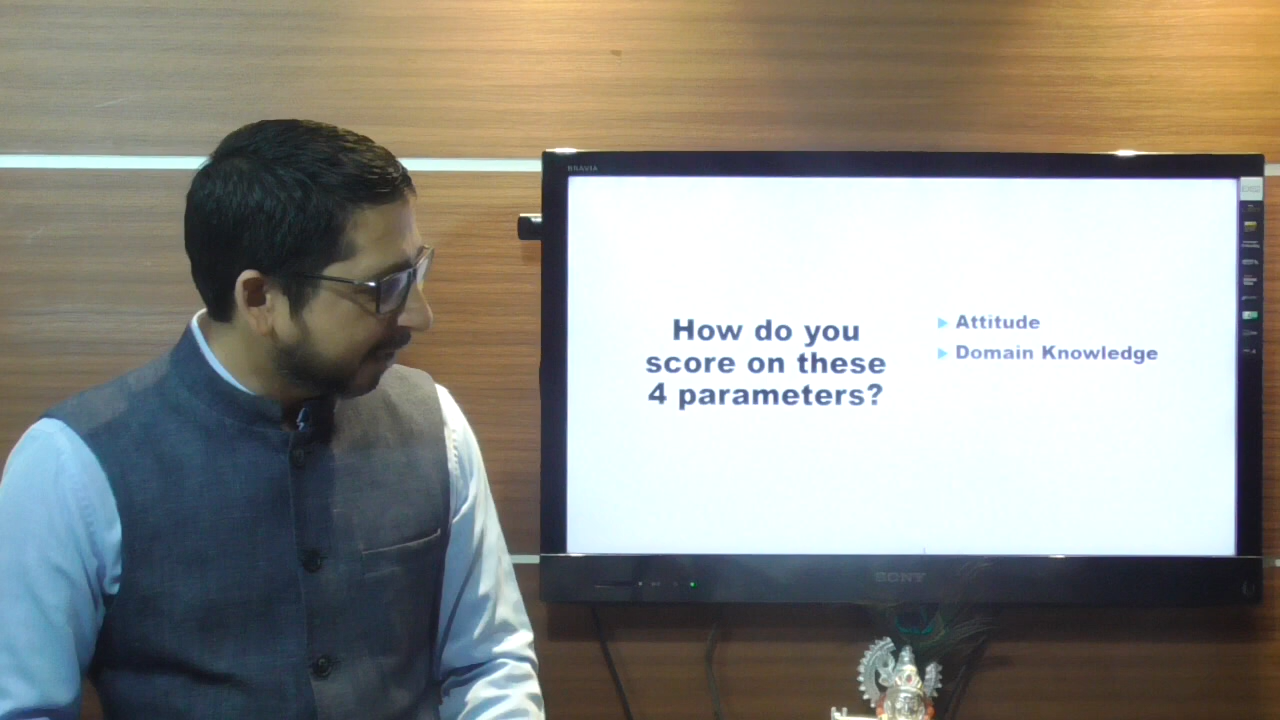 BRAVIA
How do you
score on these
4 parameters?
Attitude
Domain Knowledge
SONY